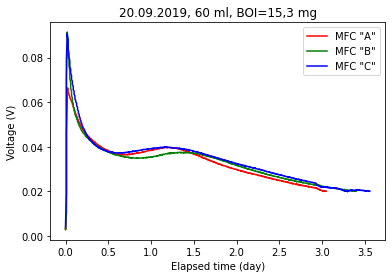 20.09.2019, 60 ml, BOI=15,3 mg
MFC "A"
MFC "B"
MFC "C"
Voltage (V)
0.08
0.06
0.04
0.02
0.00
0.0 0.5 1.0 1.5 2.0 2.5 3.0 3.5
Elapsed time (day)